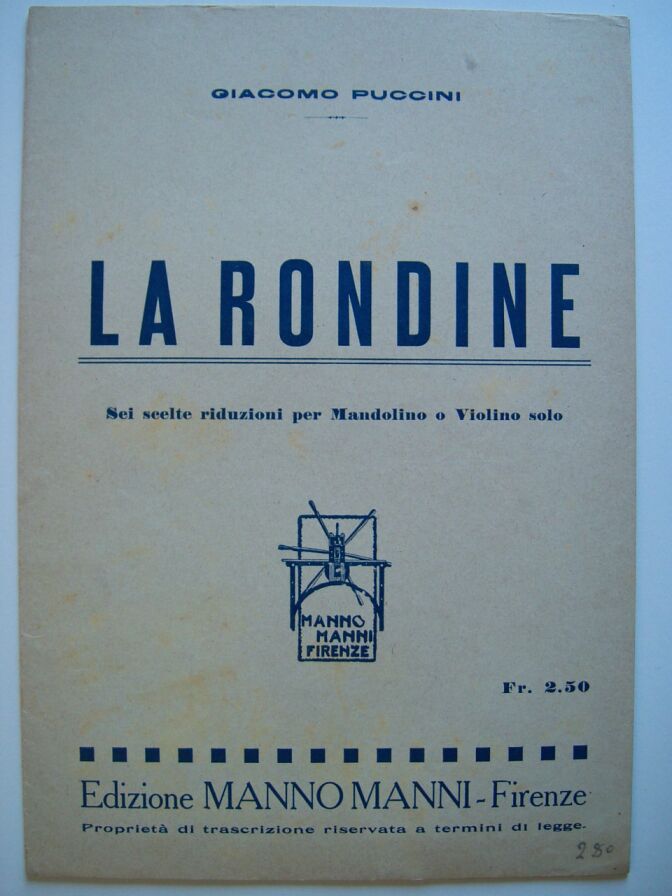 GIACOMO PUCCINI
LA RONDINE
Sei scelte riduzioni per Mandolino o Violino solo
MANNO
MANNI
FIRENZE
Fr. 2.50
Edizione MANNO MANNI - Firenze
Proprietà di trascrizione riservata a termini di legge.
2 50